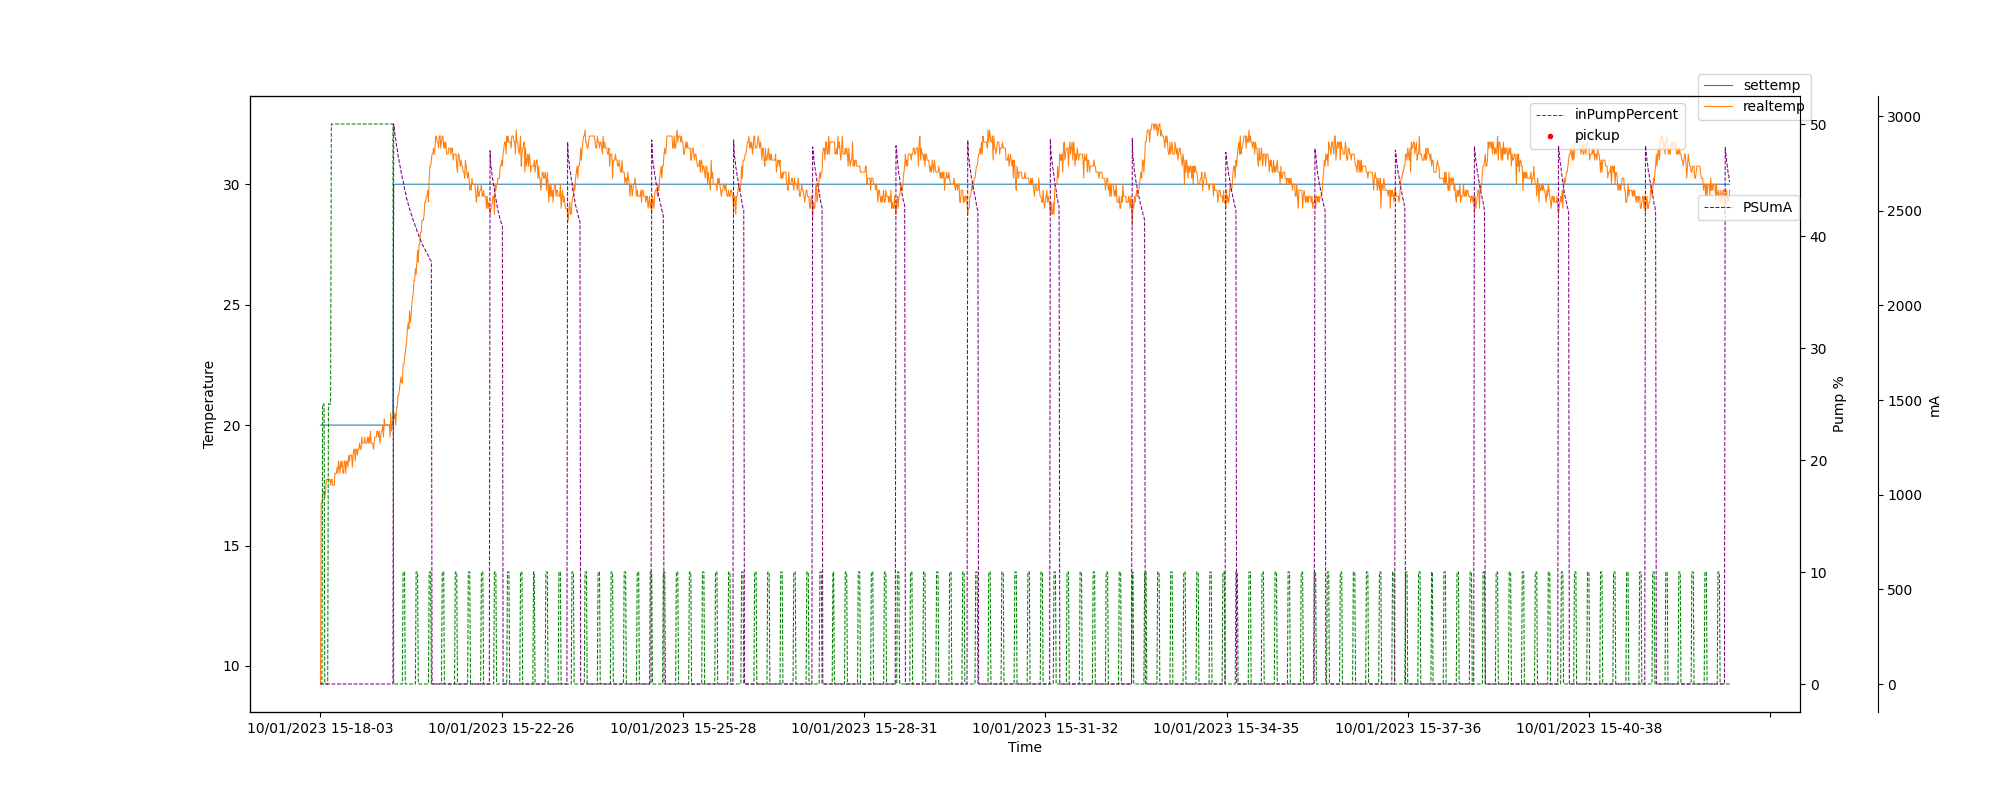 settemp
realtemp
inPumpPercent
pickup
PSUmA
30
25
20
15
10
Temperature
50
40
30
20
10
0
Pump %
3000
2500
2000
1500
1000
500
0
mA
10/01/2023 15-18-03
10/01/2023 15-22-26
10/01/2023 15-25-28
10/01/2023 15-28-31
10/01/2023 15-31-32
10/01/2023 15-34-35
10/01/2023 15-37-36
10/01/2023 15-40-38
Time